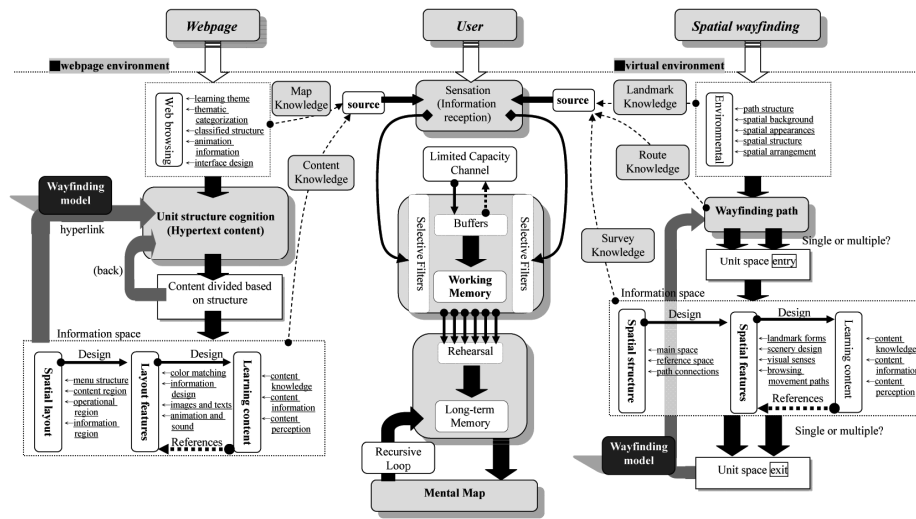 Webpage
User
Spatial wayfinding
webpage environment
virtual environment
Web browsing
learning theme
thematic
categorization
classified structure
animation
information
interface design
Map
Knowledge
source
Sensation
(Information
reception)
source
Landmark
Knowledge
Environmental
path structure
spatial background
spatial appearances
spatial structure
spatial arrangement
Content
Knowledge
Route
Knowledge
Limited Capacity
Channel
Wayfinding
model
hyperlink
Unit structure cognition
(Hypertext content)
(back)
Content divided based
on structure
Selective Filters
Buffers
Working
Memory
Selective Filters
Survey
Knowledge
Wayfinding path
Single or multiple?
Unit space entry
Information space
Spatial layout
Design
menu structure
content region
operational
region
information
region
Layout features
Design
color matching
information
design
images and texts
animation and
sound
References
Learning content
content
knowledge
content
information
content
perception
Rehearsal
Long-term
Memory
Recursive
Loop
Mental Map
Information space
Spatial structure
Design
main space
reference space
path connections
Spatial features
Design
landmark forms
scenery design
visual senses
browsing
movement paths
References
Learning content
content
knowledge
content
information
content
perception
Single or multiple?
Wayfinding
model
Unit space exit